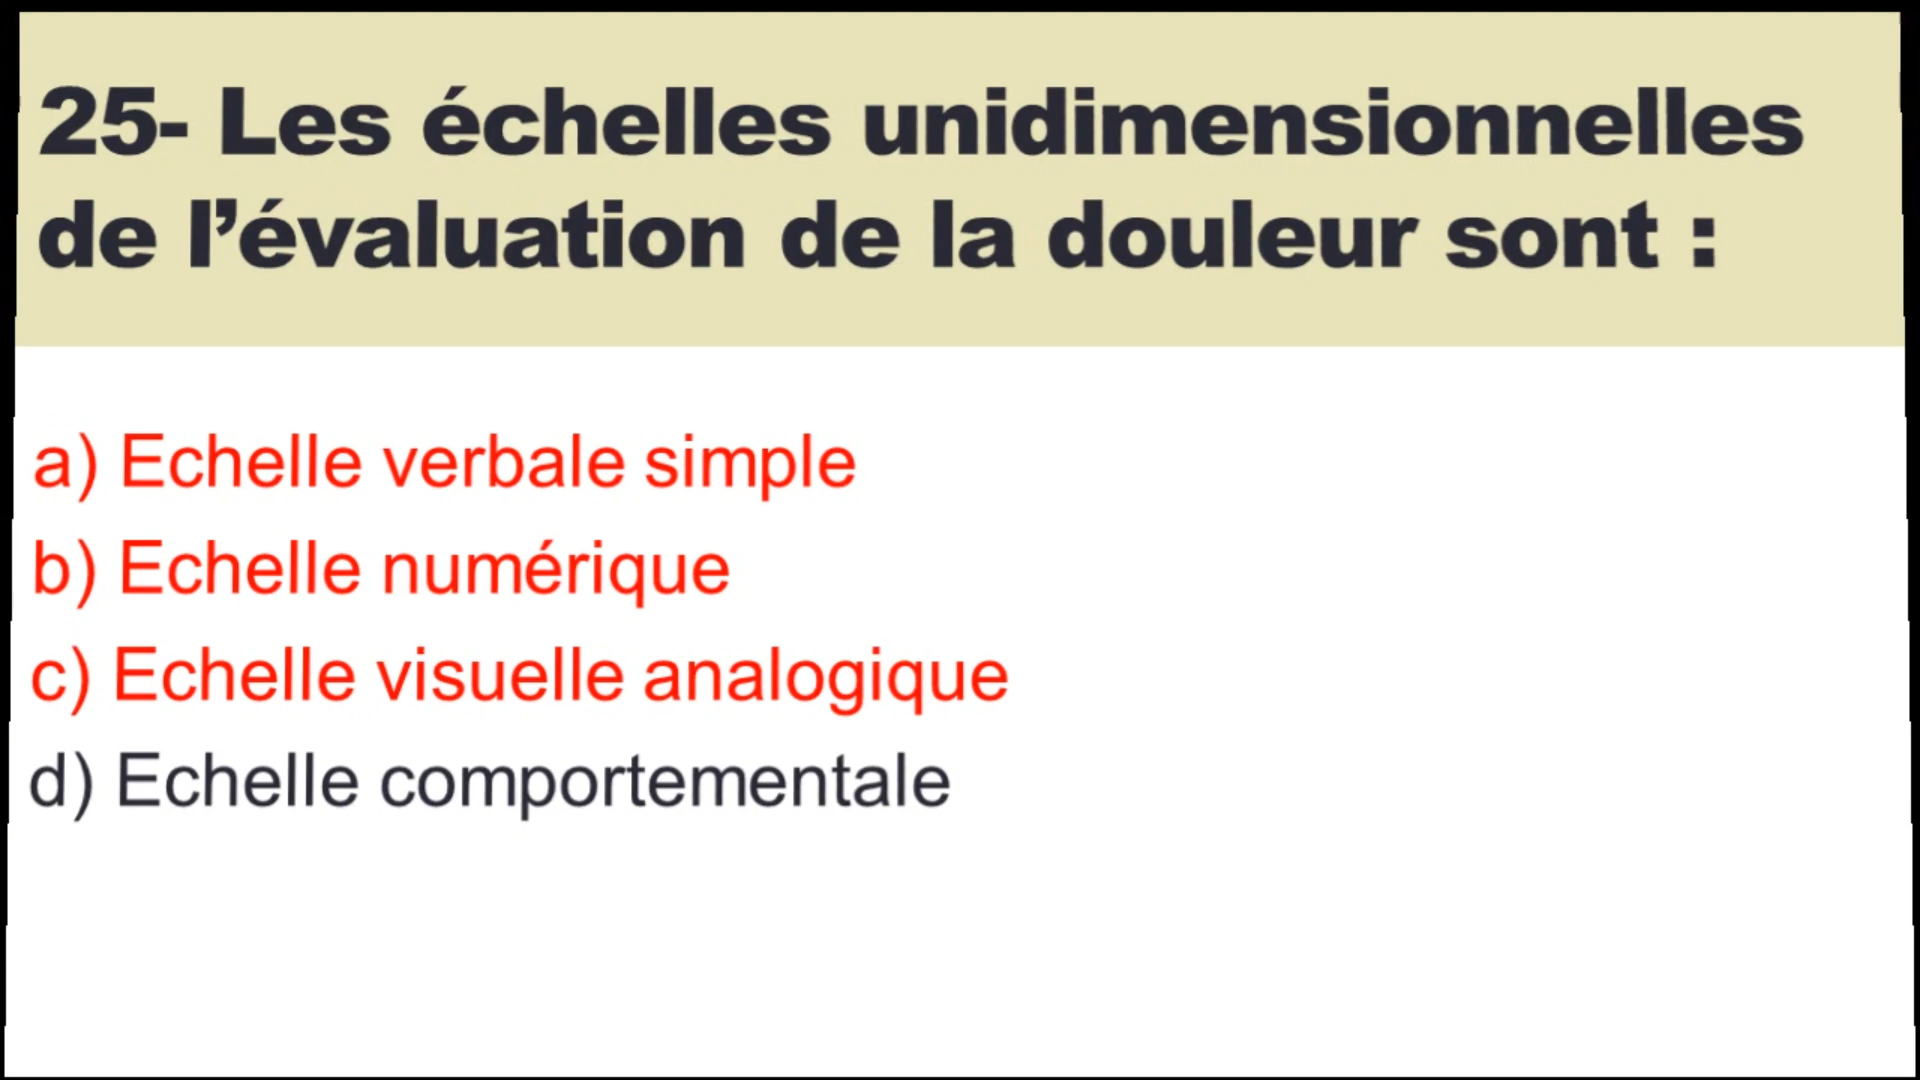 25- Les échelles unidimensionnelles
de l’évaluation de la douleur sont :
a) Echelle verbale simple
b) Echelle numérique
c) Echelle visuelle analogique
d) Echelle comportementale